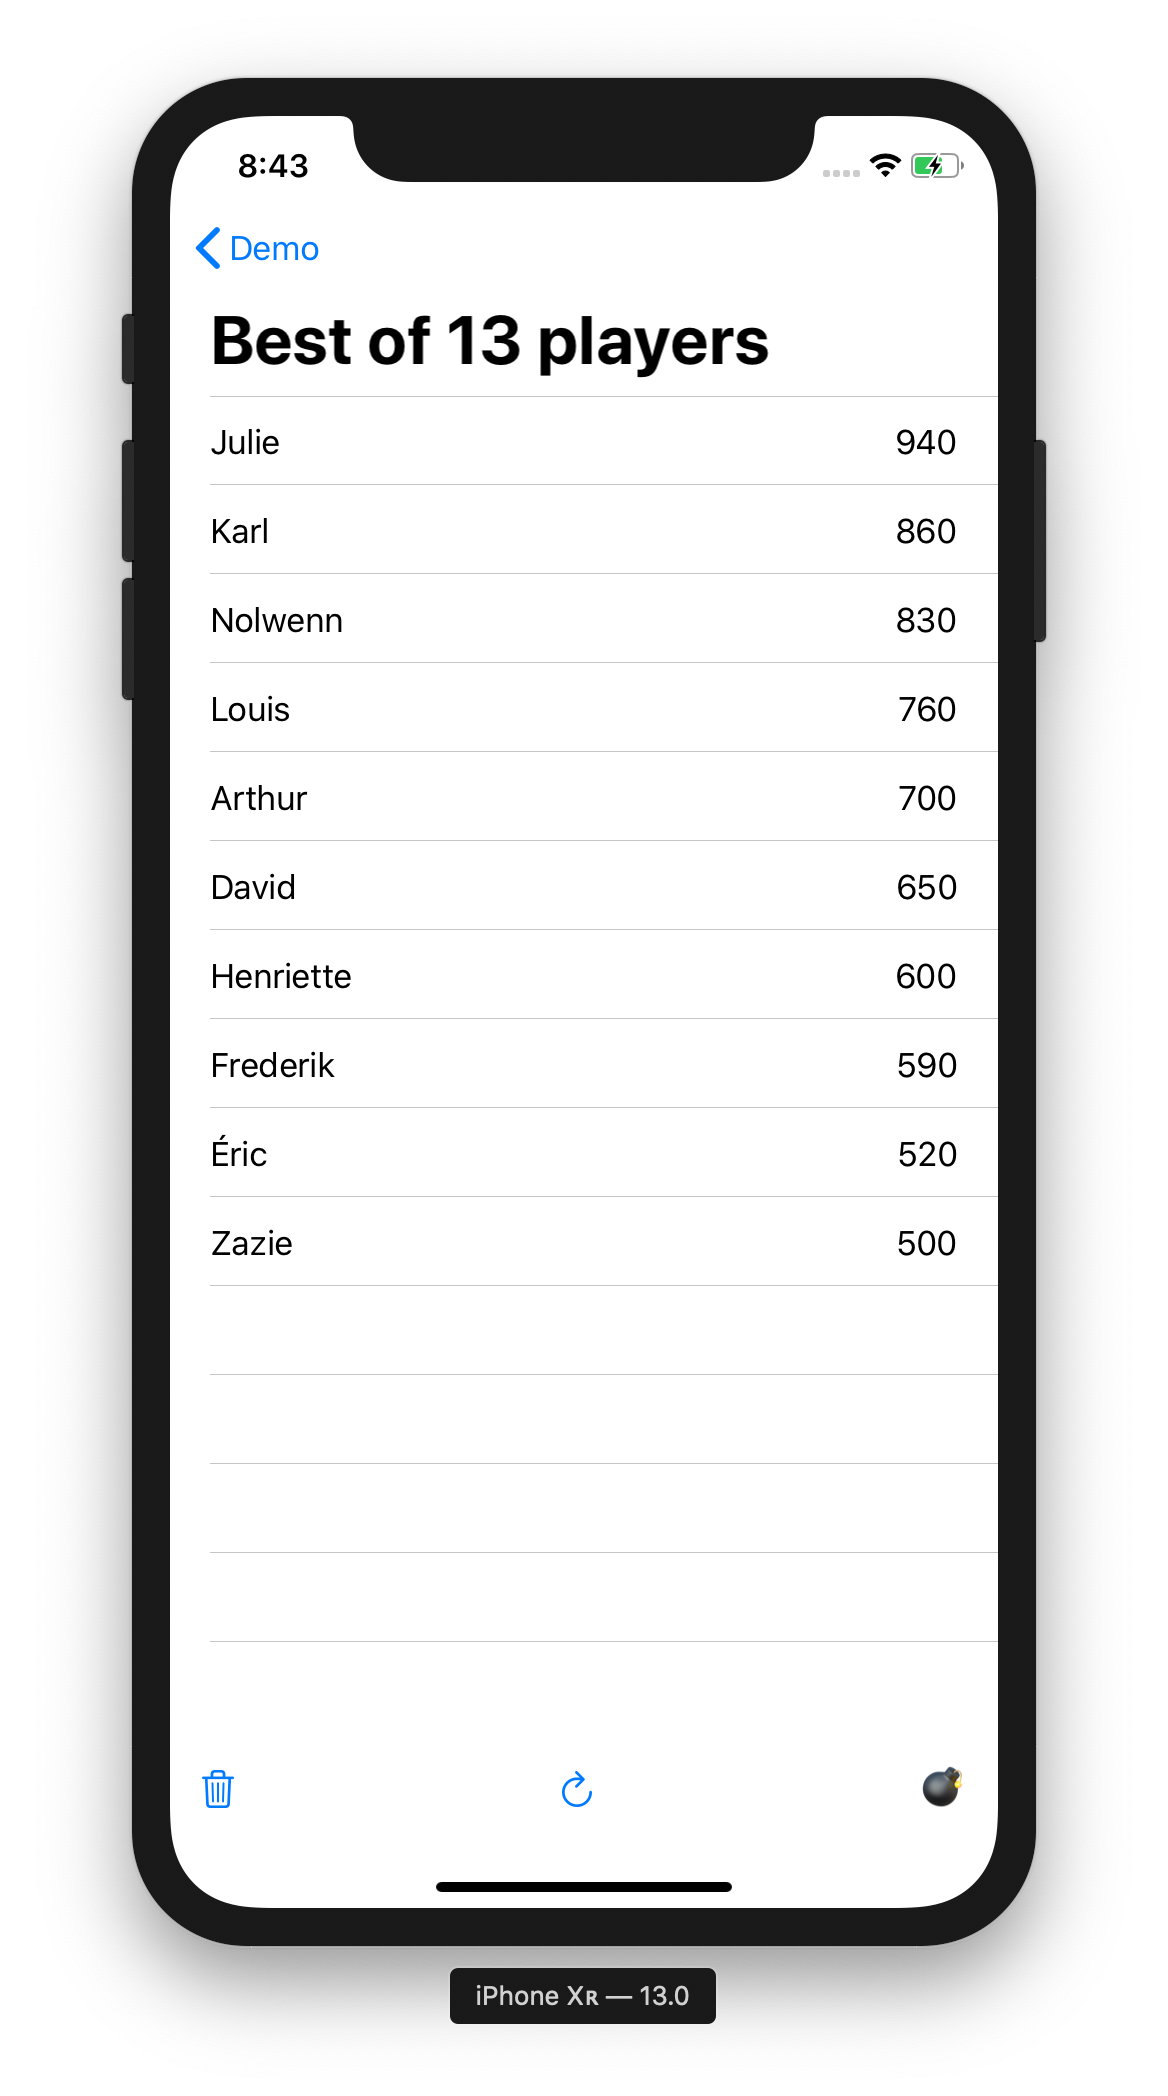 8:43
Demo
Best of 13 players
Julie 940
Karl 860
Nolwenn 830
Louis 760
Arthur 700
David 650
Henriette 600
Frederik 590
Éric 520
Zazie 500
iPhone Xʀ — 13.0